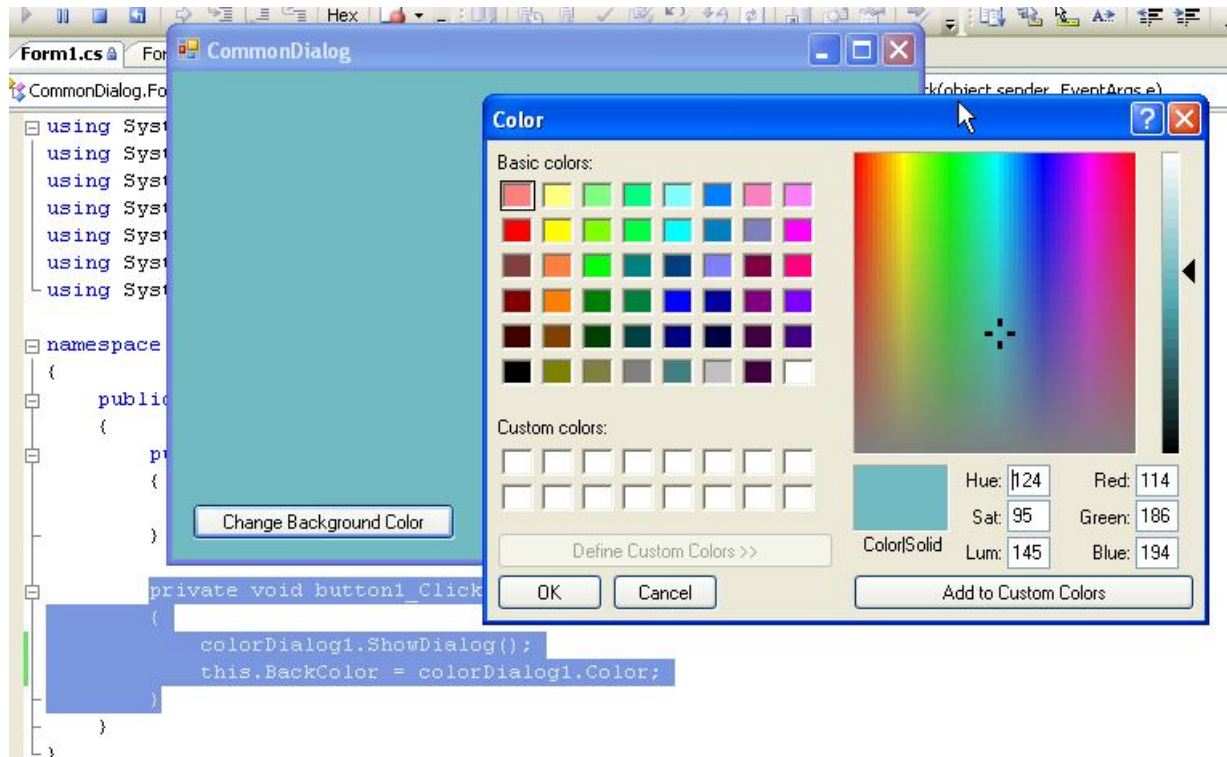 Hex
Form1.cs
For
CommonDialog
CommonDialog.Fo
(object sender, EventArgs e)
using Syst
using Syst
using Syst
using Syst
using Syst
using Syst
using Syst
namespace
{
public
{
{
}
Change Background Color
private void button1_Click
{
colorDialog1.ShowDialog();
this.BackColor = colorDialog1.Color;
}
}
}
Color
Basic colors:
Custom colors:
Define Custom Colors >>
OK Cancel
Hue: 124 Red: 114
Sat: 95 Green: 186
Color|Solid Lum: 145 Blue: 194
Add to Custom Colors